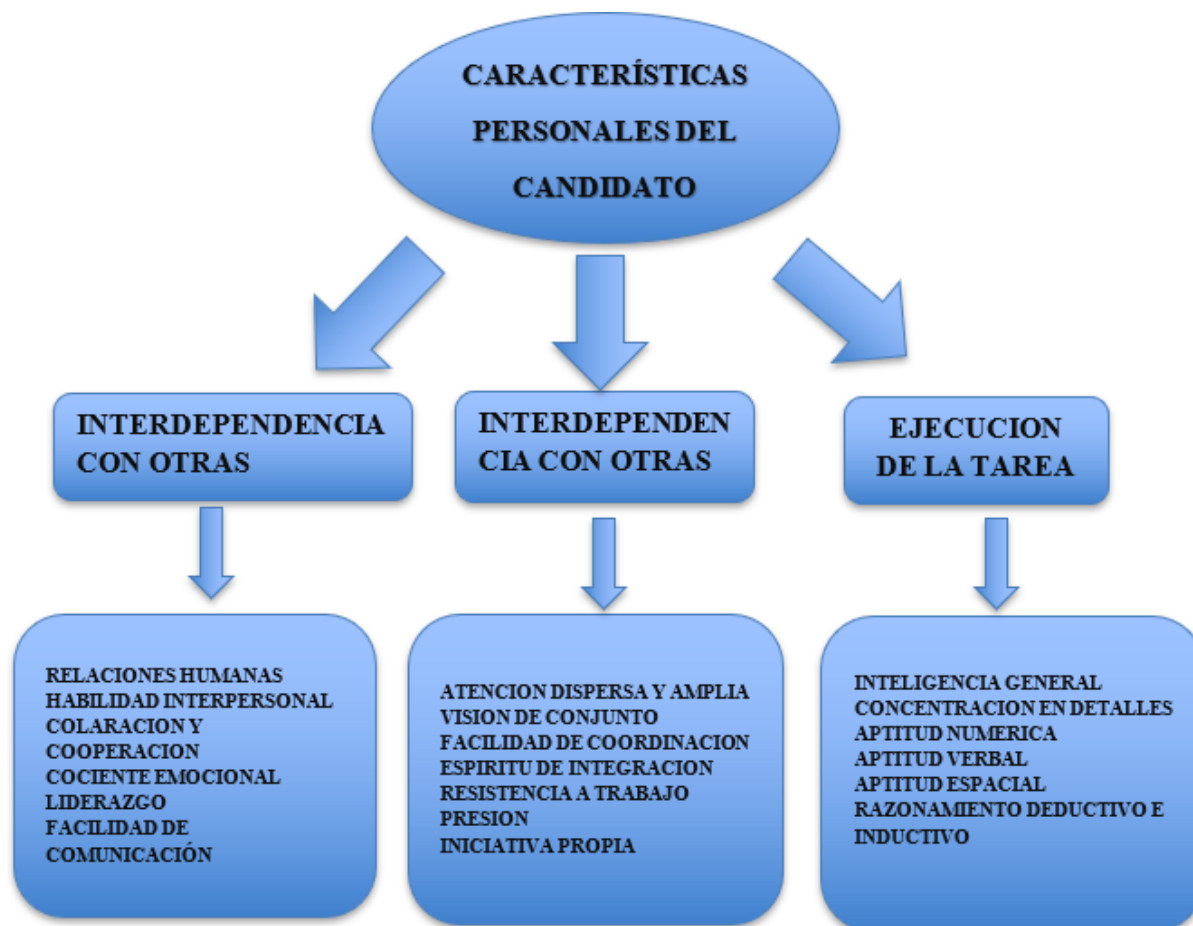 CARACTERÍSTICAS
PERSONALES DEL
CANDIDATO
INTERDEPENDENCIA
CON OTRAS
INTERDEPENDEN
CIA CON OTRAS
EJECUCION
DE LA TAREA
RELACIONES HUMANAS
HABILIDAD INTERPERSONAL
COLARACION Y
COOPERACION
COCIENTE EMOCIONAL
LIDERAZGO
FACILIDAD DE
COMUNICACIÓN
ATENCION DISPERSA Y AMPLIA
VISION DE CONJUNTO
FACILIDAD DE COORDINACION
ESPIRITU DE INTEGRACION
RESISTENCIA A TRABAJO
PRESION
INICIATIVA PROPIA
INTELIGENCIA GENERAL
CONCENTRACION EN DETALLES
APTITUD NUMERICA
APTITUD VERBAL
APTITUD ESPACIAL
RAZONAMIENTO DEDUCTIVO E
INDUCTIVO